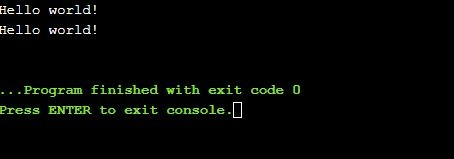 Hello world!
Hello world!
...Program finished with exit code 0
Press ENTER to exit console.